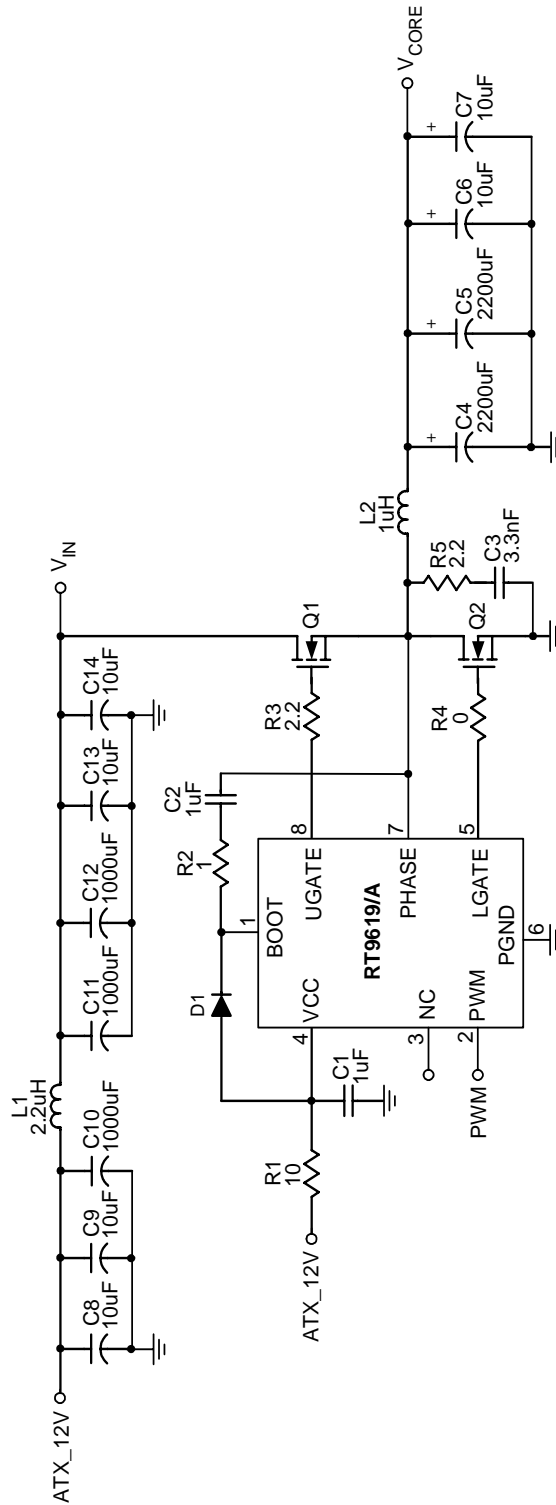 ATX_12V
C8
10uF
C9
10uF
C10
1000uF
L1
2.2uH
C11
1000uF
C12
1000uF
C13
10uF
C14
10uF
VIN
ATX_12V
R1
10
C1
1uF
D1
R2
1
C2
1uF
1
BOOT
4
VCC
3
NC
2
PWM
PWM
RT9619/A
8
UGATE
7
PHASE
5
LGATE
PGND
6
R3
2.2
Q1
R4
0
Q2
R5
2.2
C3
3.3nF
L2
1uH
+
C4
2200uF
+
C5
2200uF
+
C6
10uF
+
C7
10uF
VCORE